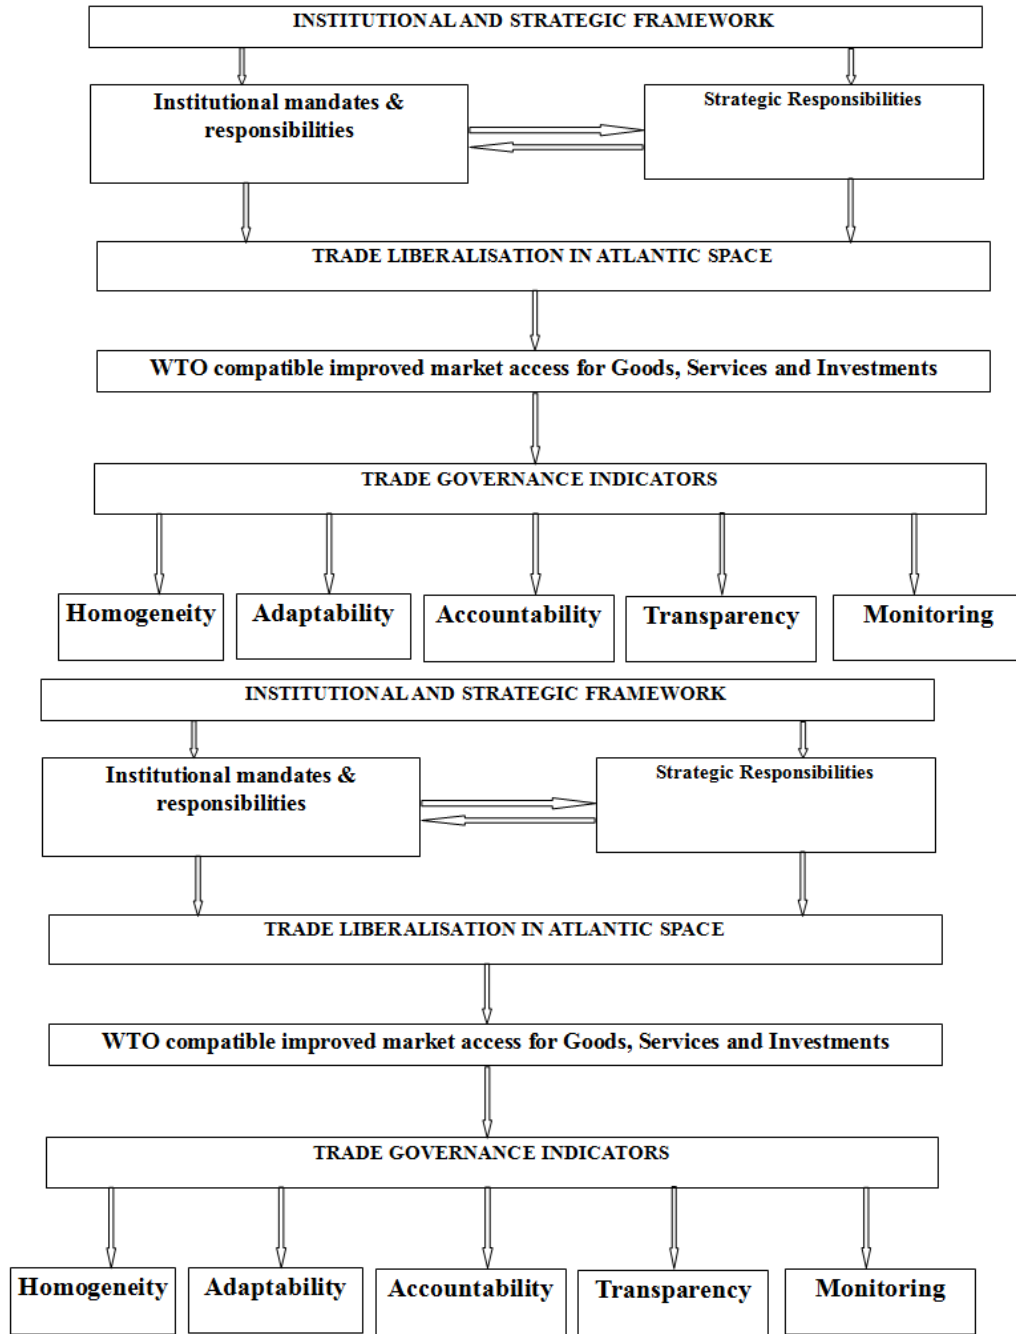 INSTITUTIONAL AND STRATEGIC FRAMEWORK
Institutional mandates &
responsibilities
Strategic Responsibilities
TRADE LIBERALISATION IN ATLANTIC SPACE
WTO compatible improved market access for Goods, Services and Investments
TRADE GOVERNANCE INDICATORS
Homogeneity
Adaptability
Accountability
Transparency
Monitoring
INSTITUTIONAL AND STRATEGIC FRAMEWORK
Institutional mandates &
responsibilities
Strategic Responsibilities
TRADE LIBERALISATION IN ATLANTIC SPACE
WTO compatible improved market access for Goods, Services and Investments
TRADE GOVERNANCE INDICATORS
Homogeneity
Adaptability
Accountability
Transparency
Monitoring